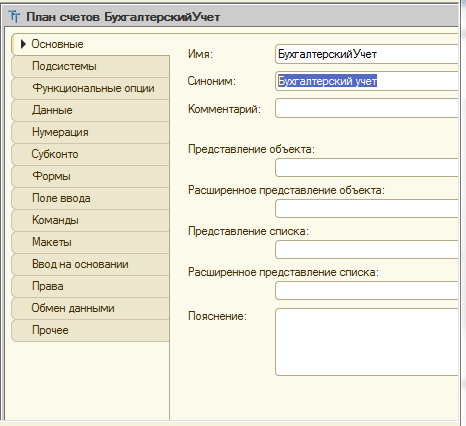 План счетов БухгалтерскийУчет
Основные
Подсистемы
Функциональные опции
Данные
Нумерация
Субконто
Формы
Поле ввода
Команды
Макеты
Ввод на основании
Права
Обмен данными
Прочее
Имя: БухгалтерскийУчет
Синоним: Бухгалтерский учет
Комментарий:
Представление объекта:
Расширенное представление объекта:
Представление списка:
Расширенное представление списка:
Пояснение: